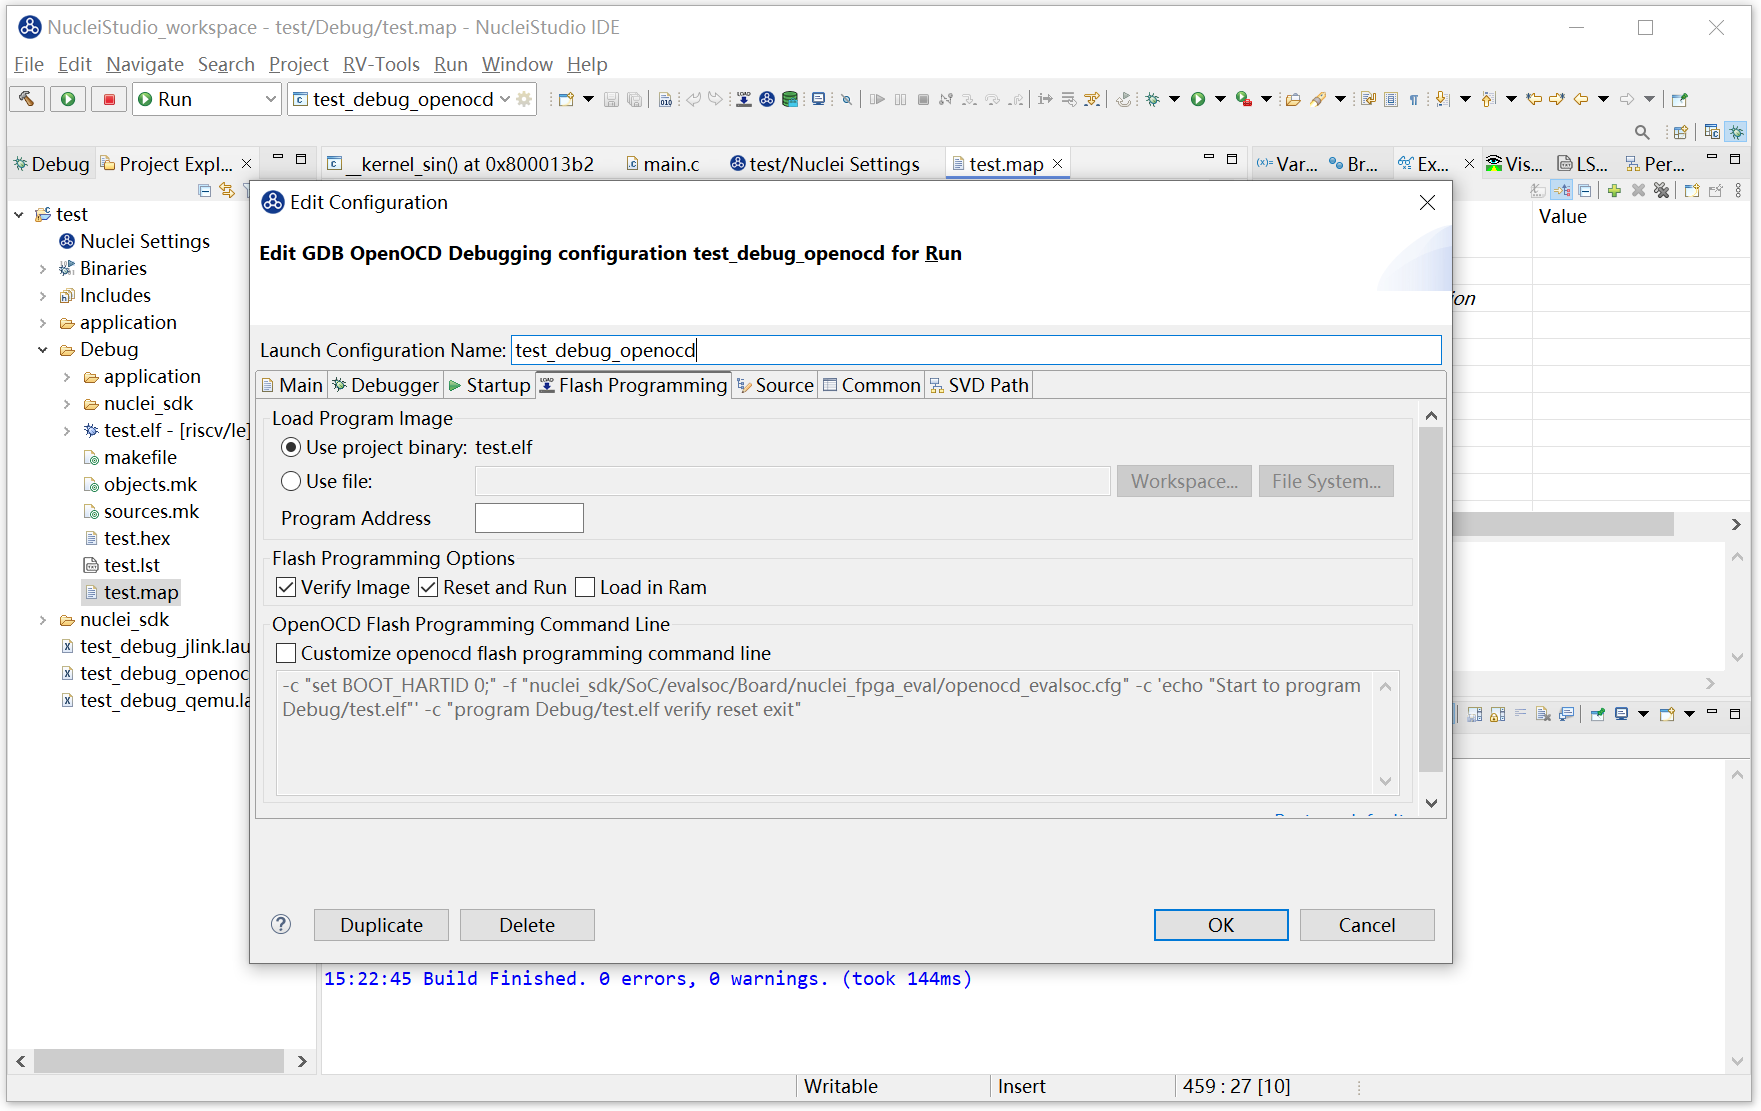 NucleiStudio_workspace - test/Debug/test.map - NucleiStudio IDE
File Edit Navigate Search Project RV-Tools Run Window Help
Run
test_debug_openocd
Debug
Project Expl...
__kernel_sin() at 0x800013b2
main.c
test/Nuclei Settings
test.map
Var...
Br...
Ex...
Vis...
LS...
Per...
test
Nuclei Settings
Binaries
Includes
application
Debug
application
nuclei_sdk
test.elf - [riscv/le]
makefile
objects.mk
sources.mk
test.hex
test.lst
test.map
nuclei_sdk
test_debug_jlink.lau
test_debug_openoc
test_debug_qemu.la
Value
ion
Edit Configuration
Edit GDB OpenOCD Debugging configuration test_debug_openocd for Run
Launch Configuration Name: test_debug_openocd
Main
Debugger
Startup
Flash Programming
Source
Common
SVD Path
Load Program Image
Use project binary: test.elf
Use file:
Workspace...
File System...
Program Address
Flash Programming Options
Verify Image
Reset and Run
Load in Ram
OpenOCD Flash Programming Command Line
Customize openocd flash programming command line
-c "set BOOT_HARTID 0;" -f "nuclei_sdk/SoC/evalsoc/Board/nuclei_fpga_eval/openocd_evalsoc.cfg" -c 'echo "Start to program
Debug/test.elf"' -c "program Debug/test.elf verify reset exit"
Duplicate
Delete
OK
Cancel
15:22:45 Build Finished. 0 errors, 0 warnings. (took 144ms)
Writable
Insert
459 : 27 [10]